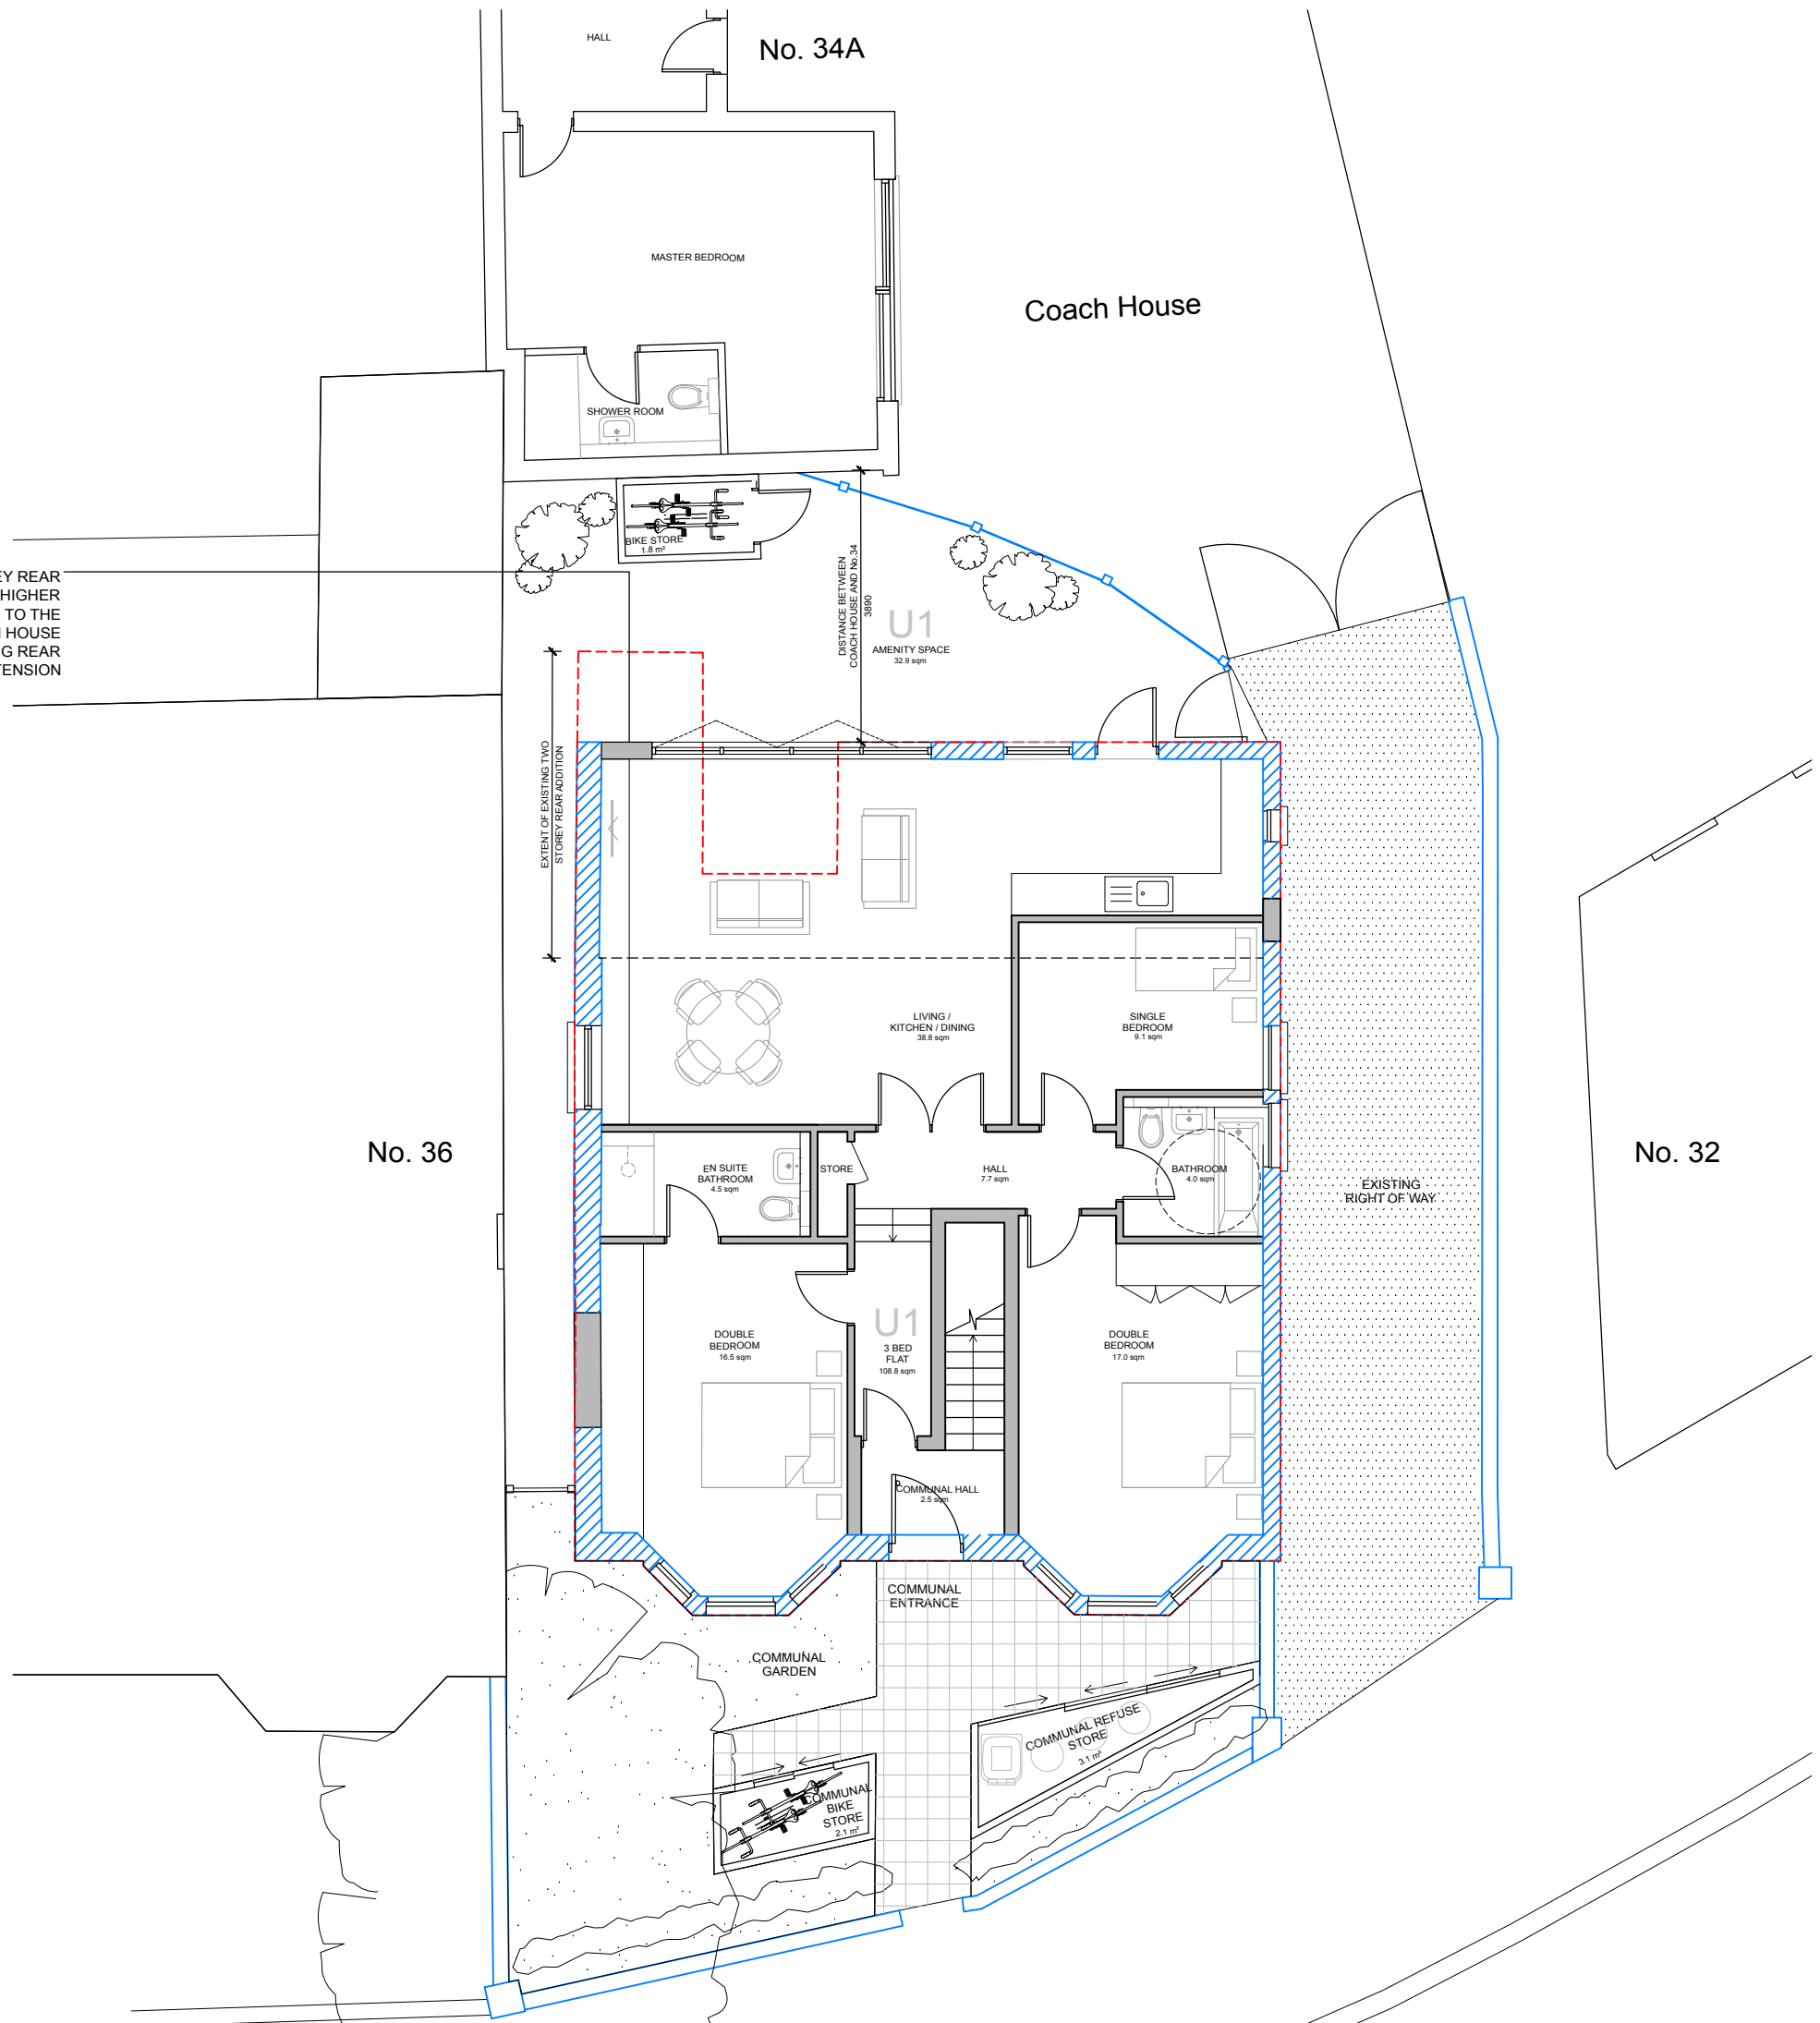 HALL
No. 34A
MASTER BEDROOM
Coach House
SHOWER ROOM
BIKE STORE
1.8 m²
REAR
HIGHER
TO THE
HOUSE
REAR
DISTANCE BETWEEN
COACH HOUSE AND No.34
3890
U1
AMENITY SPACE
32.9 sqm
EXTENT OF EXISTING TWO
STOREY REAR ADDITION
LIVING /
KITCHEN / DINING
38.8 sqm
SINGLE
BEDROOM
9.1 sqm
No. 36
EN SUITE
BATHROOM
4.5 sqm
STORE
HALL
7.7 sqm
BATHROOM
4.0 sqm
EXISTING
RIGHT OF WAY
No. 32
DOUBLE
BEDROOM
16.5 sqm
U1
3 BED
FLAT
108.8 sqm
DOUBLE
BEDROOM
17.0 sqm
COMMUNAL HALL
2.5 sqm
COMMUNAL
ENTRANCE
COMMUNAL
GARDEN
COMMUNAL REFUSE
STORE
3.1 m²
COMMUNAL
BIKE
STORE
2.1 m²